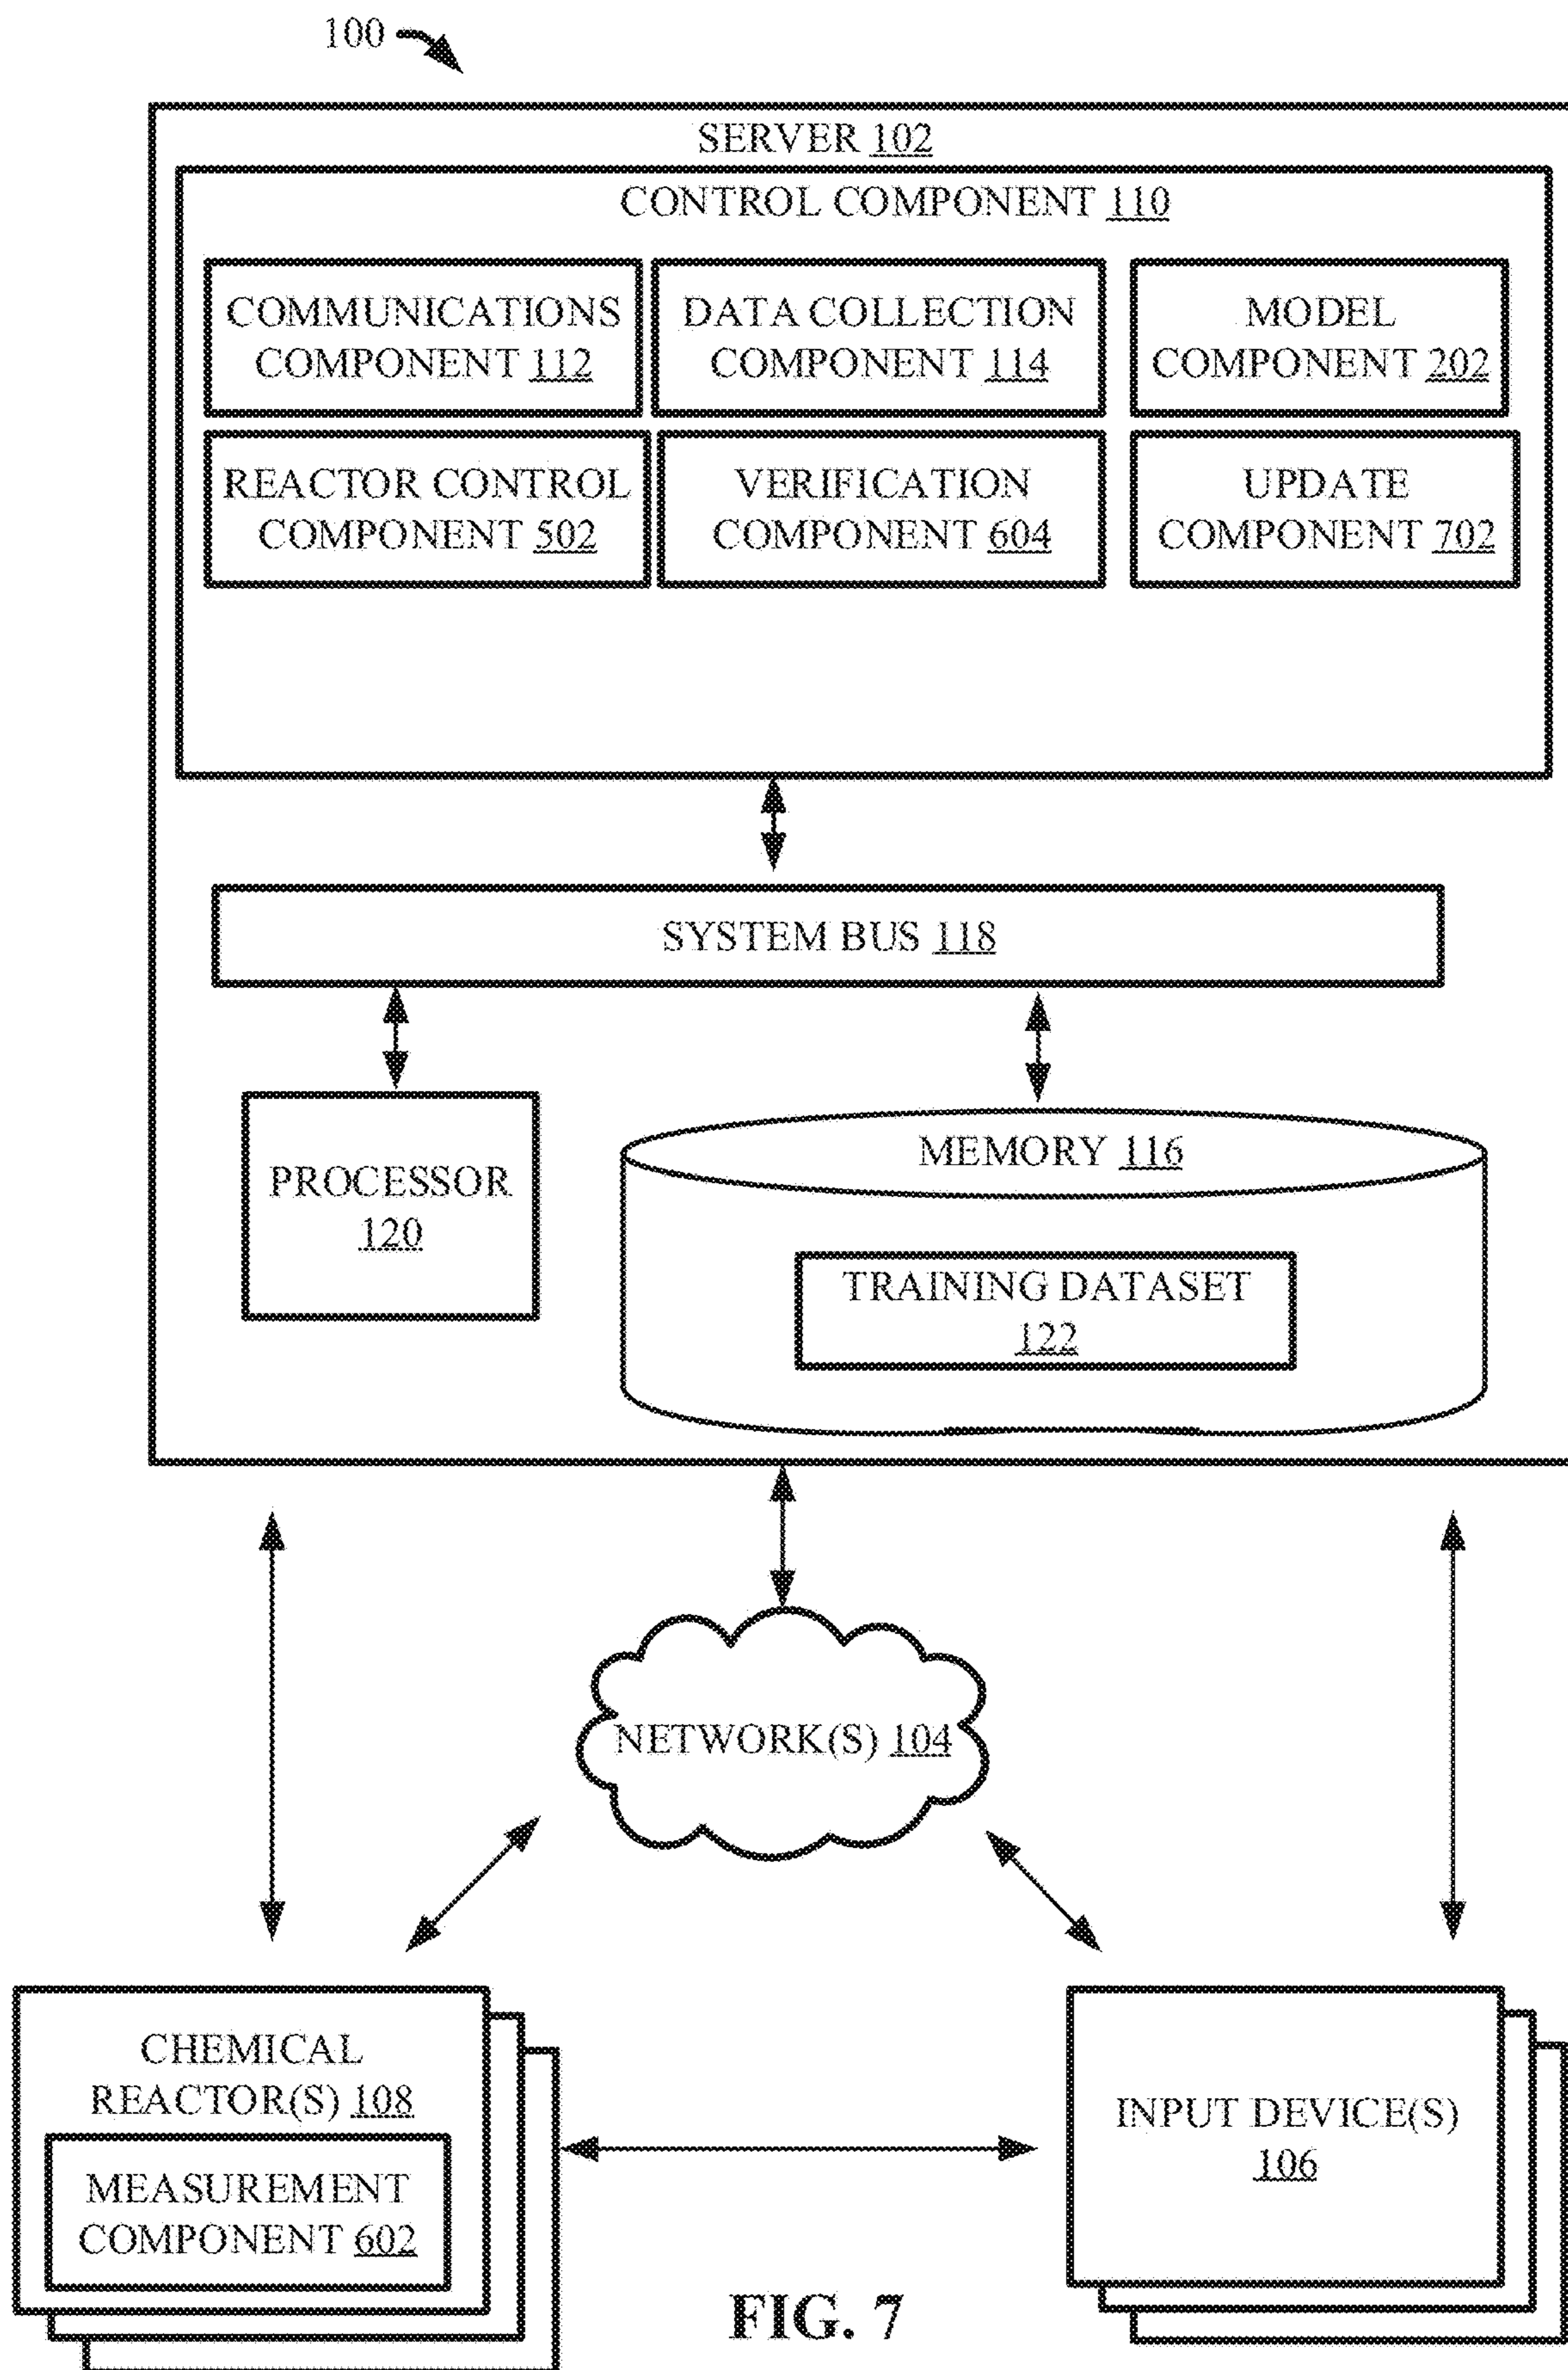 100
SERVER 102
CONTROL COMPONENT 110
COMMUNICATIONS
COMPONENT 112
DATA COLLECTION
COMPONENT 114
MODEL
COMPONENT 202
REACTOR CONTROL
COMPONENT 502
VERIFICATION
COMPONENT 604
UPDATE
COMPONENT 702
SYSTEM BUS 118
PROCESSOR
120
MEMORY 116
TRAINING DATASET
122
NETWORK(S) 104
CHEMICAL
REACTOR(S) 108
MEASUREMENT
COMPONENT 602
INPUT DEVICE(S)
106
FIG. 7